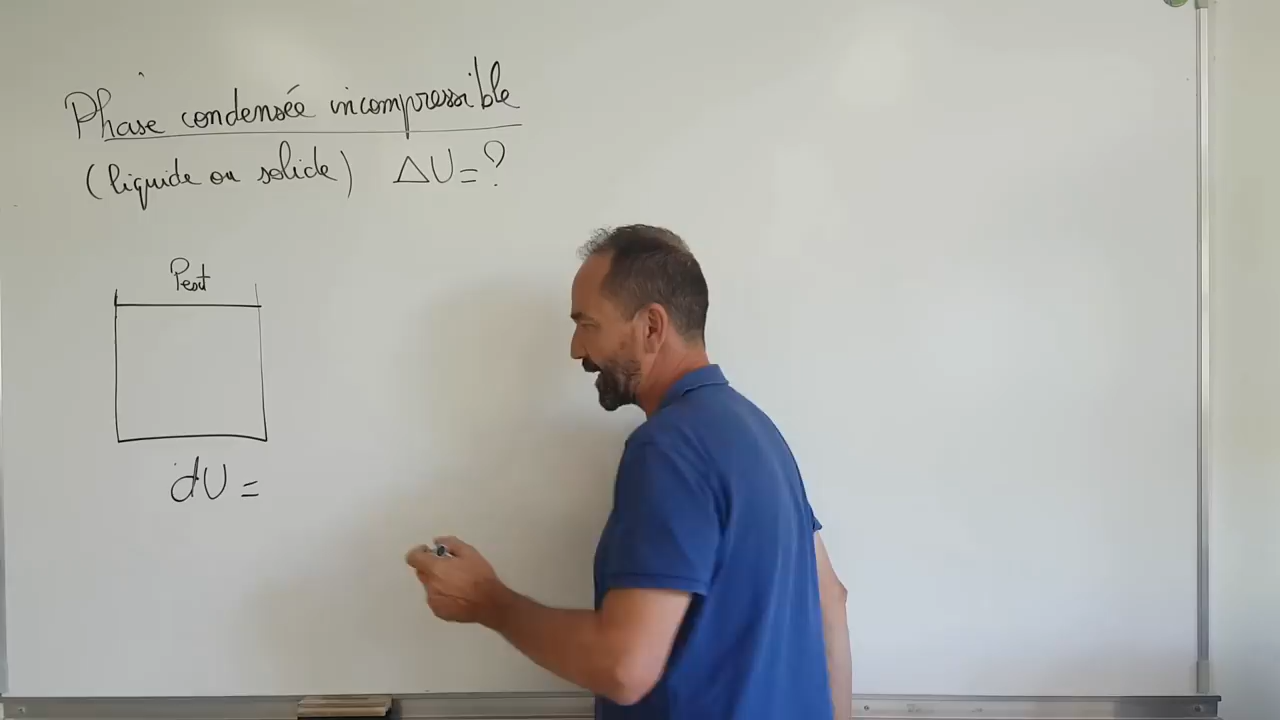 Phase condensée incompressible
(liquide ou solide) ΔU = ?
Pext
dU =